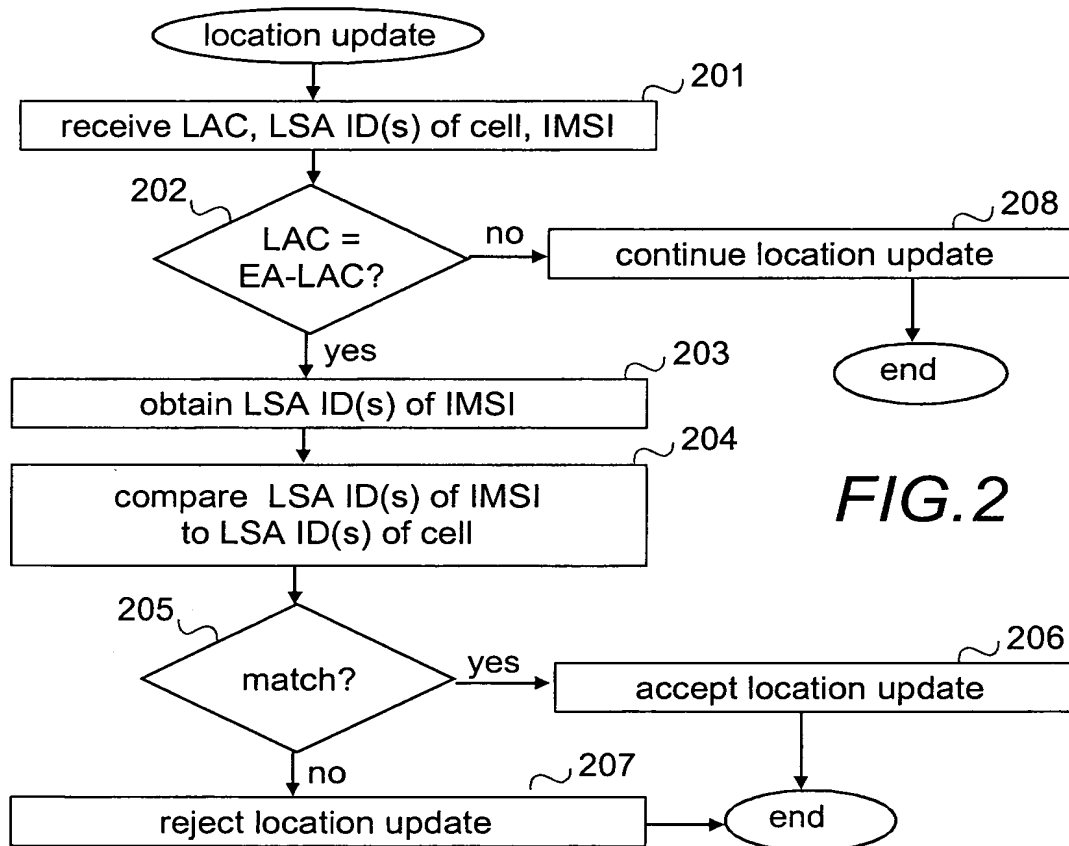 location update
201
receive LAC, LSA ID(s) of cell, IMSI
202
LAC =
EA-LAC?
no
208
continue location update
yes
end
203
obtain LSA ID(s) of IMSI
204
compare LSA ID(s) of IMSI
to LSA ID(s) of cell
FIG.2
205
match?
yes
206
accept location update
no
207
reject location update
end